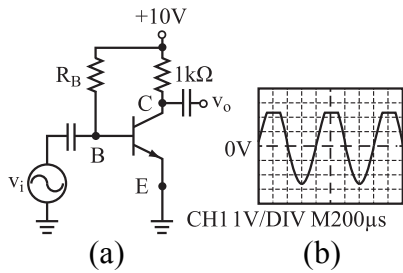 +10V
R_B
1kΩ
C
v_o
B
v_i
E
0V
CH1 1V/DIV M200µs
(a)
(b)